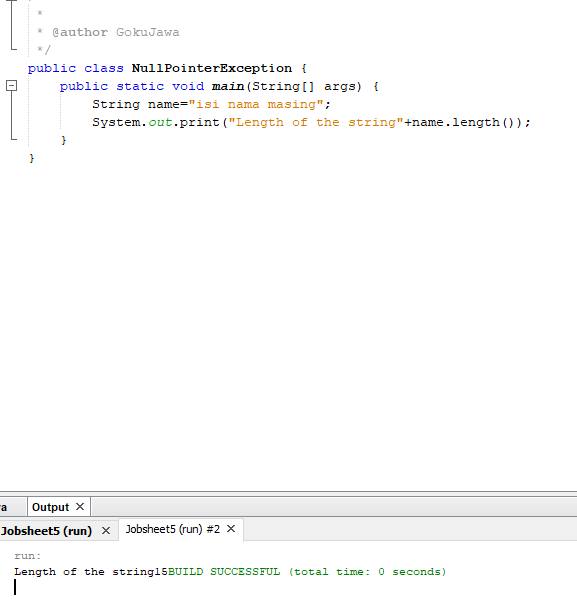 *
* @author GokuJawa
*/
public class NullPointerException {
public static void main(String[] args) {
String name="isi nama masing";
System.out.print("Length of the string"+name.length());
}
}
a
Output ×
Jobsheet5 (run) ×
Jobsheet5 (run) #2 ×
run:
Length of the string15BUILD SUCCESSFUL (total time: 0 seconds)